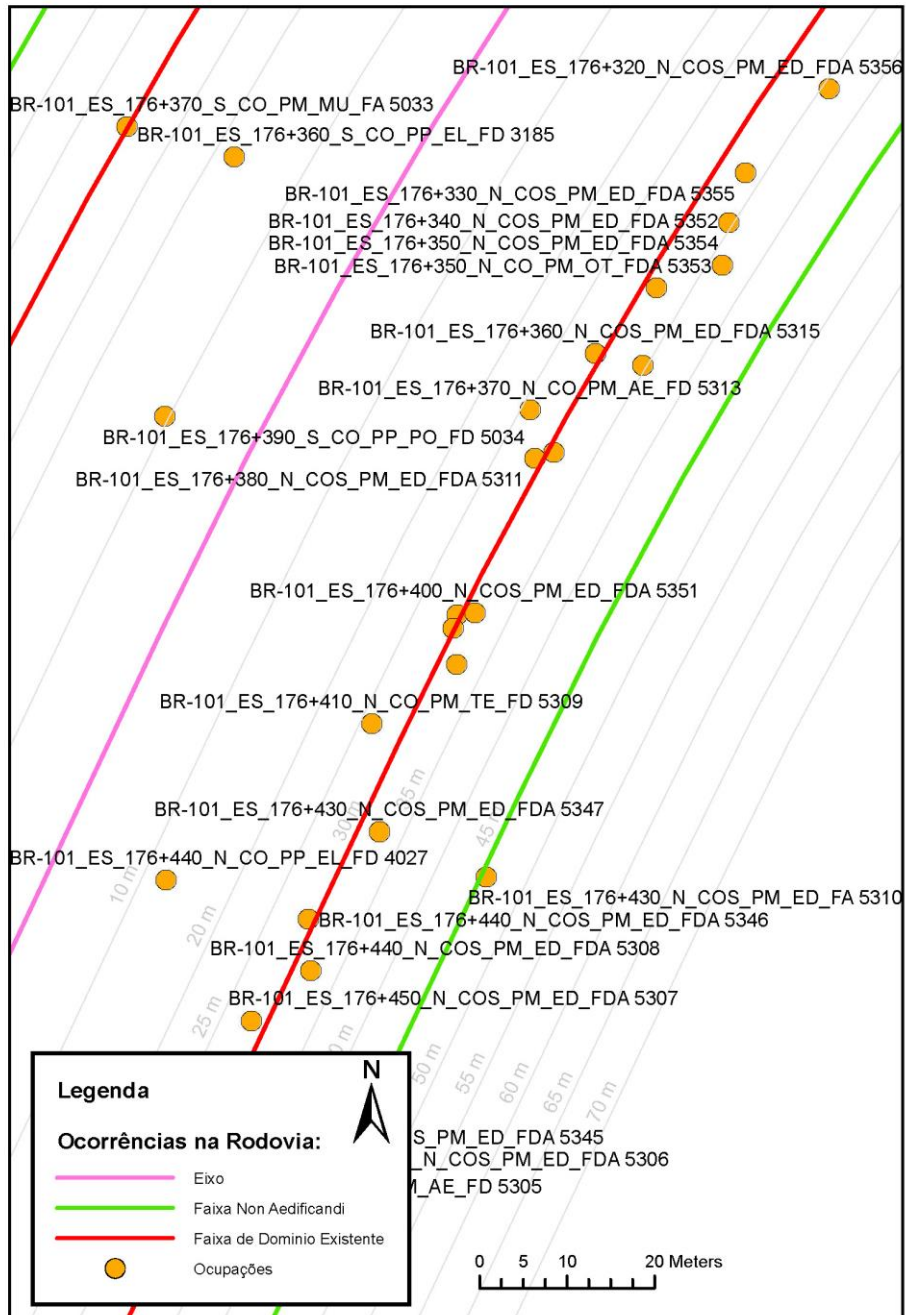 BR-101_ES_176+320_N_COS_PM_ED_FDA 5356
BR-101_ES_176+370_S_CO_PM_MU_FA 5033
BR-101_ES_176+360_S_CO_PP_EL_FD 3185
BR-101_ES_176+330_N_COS_PM_ED_FDA 5355
BR-101_ES_176+340_N_COS_PM_ED_FDA 5352
BR-101_ES_176+350_N_COS_PM_ED_FDA 5354
BR-101_ES_176+350_N_CO_PM_OT_FDA 5353
BR-101_ES_176+360_N_COS_PM_ED_FDA 5315
BR-101_ES_176+370_N_CO_PM_AE_FD 5313
BR-101_ES_176+390_S_CO_PP_PO_FD 5034
BR-101_ES_176+380_N_COS_PM_ED_FDA 5311
BR-101_ES_176+400_N_COS_PM_ED_FDA 5351
BR-101_ES_176+410_N_CO_PM_TE_FD 5309
BR-101_ES_176+430_N_COS_PM_ED_FDA 5347
BR-101_ES_176+440_N_CO_PP_EL_FD 4027
BR-101_ES_176+430_N_COS_PM_ED_FA 5310
BR-101_ES_176+440_N_COS_PM_ED_FDA 5346
BR-101_ES_176+440_N_COS_PM_ED_FDA 5308
BR-101_ES_176+450_N_COS_PM_ED_FDA 5307
10 m
20 m
25 m
30 m
35 m
45 m
0 m
50 m
55 m
60 m
65 m
70 m
S_PM_ED_FDA 5345
_N_COS_PM_ED_FDA 5306
M_AE_FD 5305
N
Legenda
Ocorrências na Rodovia:
Eixo
Faixa Non Aedificandi
Faixa de Dominio Existente
Ocupações
0 5 10 20 Meters